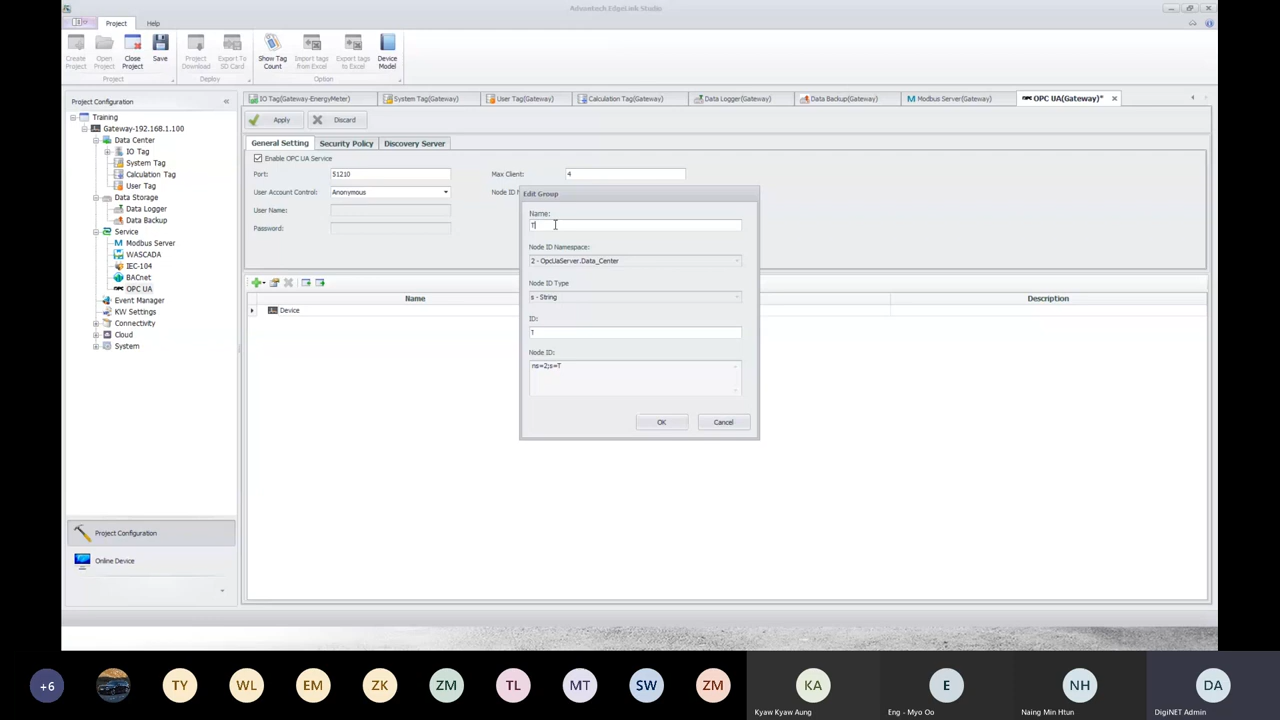 Advantech EdgeLink Studio
Project
Help
Create Project
Open Project
Close Project
Save
Project Download
Export To SD Card
Show Tag Count
Import tags from Excel
Export tags to Excel
Device Model
Project
Deploy
Option
Project Configuration
IO Tag(Gateway-EnergyMeter)
System Tag(Gateway)
User Tag(Gateway)
Calculation Tag(Gateway)
Data Logger(Gateway)
Data Backup(Gateway)
Modbus Server(Gateway)
OPC UA(Gateway)*
Training
Gateway-192.168.1.100
Data Center
IO Tag
System Tag
Calculation Tag
User Tag
Data Storage
Data Logger
Data Backup
Service
Modbus Server
WASCADA
IEC-104
BACnet
OPC UA
Event Manager
KW Settings
Connectivity
Cloud
System
Project Configuration
Online Device
Apply
Discard
General Setting
Security Policy
Discovery Server
Enable OPC UA Service
Port: 51210
Max Client: 4
User Account Control: Anonymous
Node ID
User Name:
Password:
Name
Description
Device
Edit Group
Name:
T
Node ID Namespace:
2 - OpcUaServer.Data_Center
Node ID Type
s - String
ID:
T
Node ID:
ns=2;s=T
OK
Cancel
+6
TY
WL
EM
ZK
ZM
TL
MT
SW
ZM
KA
Kyaw Kyaw Aung
E
Eng - Myo Oo
NH
Naing Min Htun
DA
DigiNET Admin